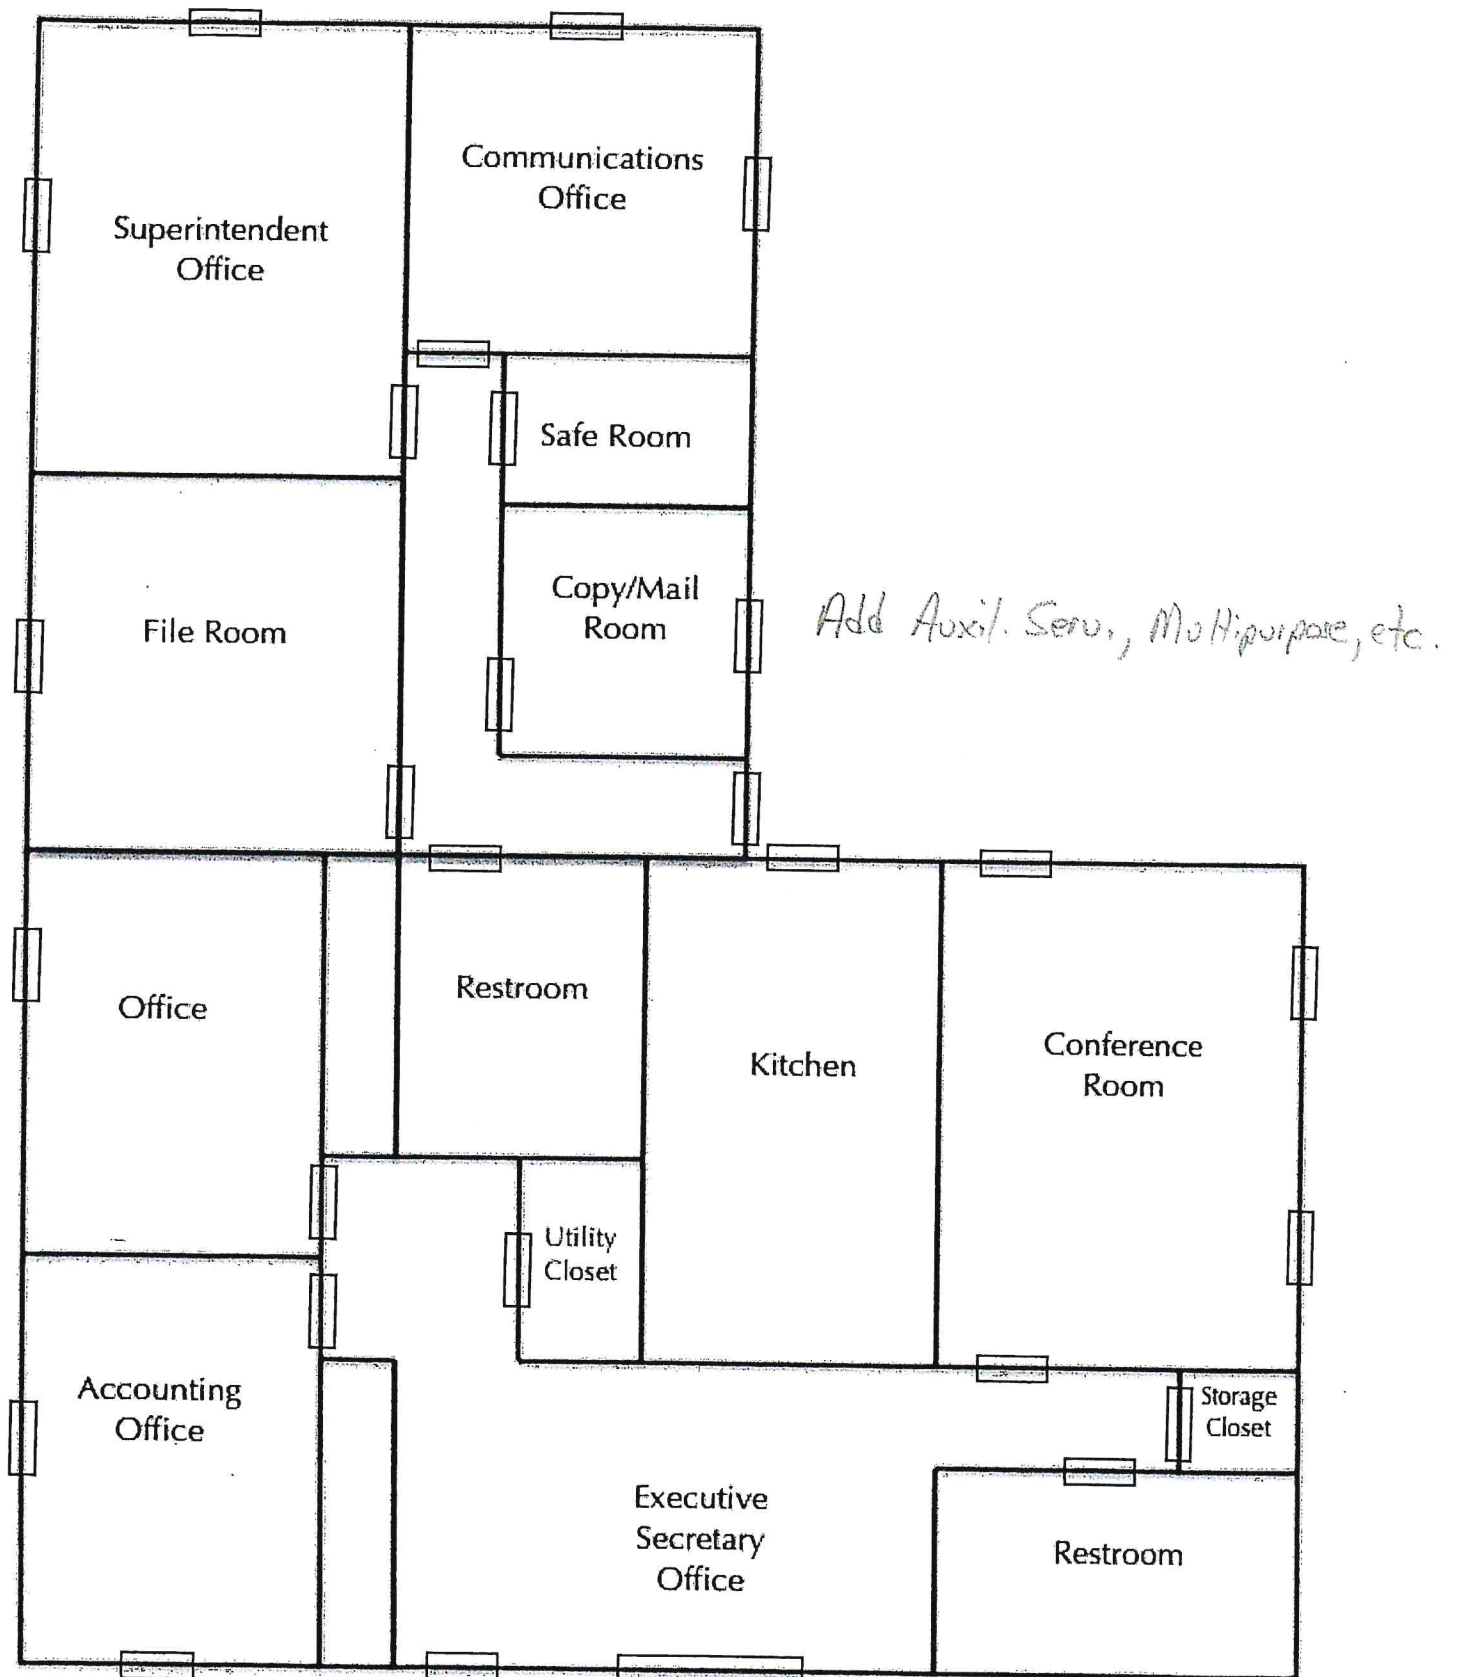 Communications
Office
Superintendent
Office
Safe Room
Copy/Mail
Room
File Room
Add Auxil. Serv., Multipurpose, etc.
Office
Restroom
Kitchen
Conference
Room
Utility
Closet
Accounting
Office
Storage
Closet
Executive
Secretary
Office
Restroom